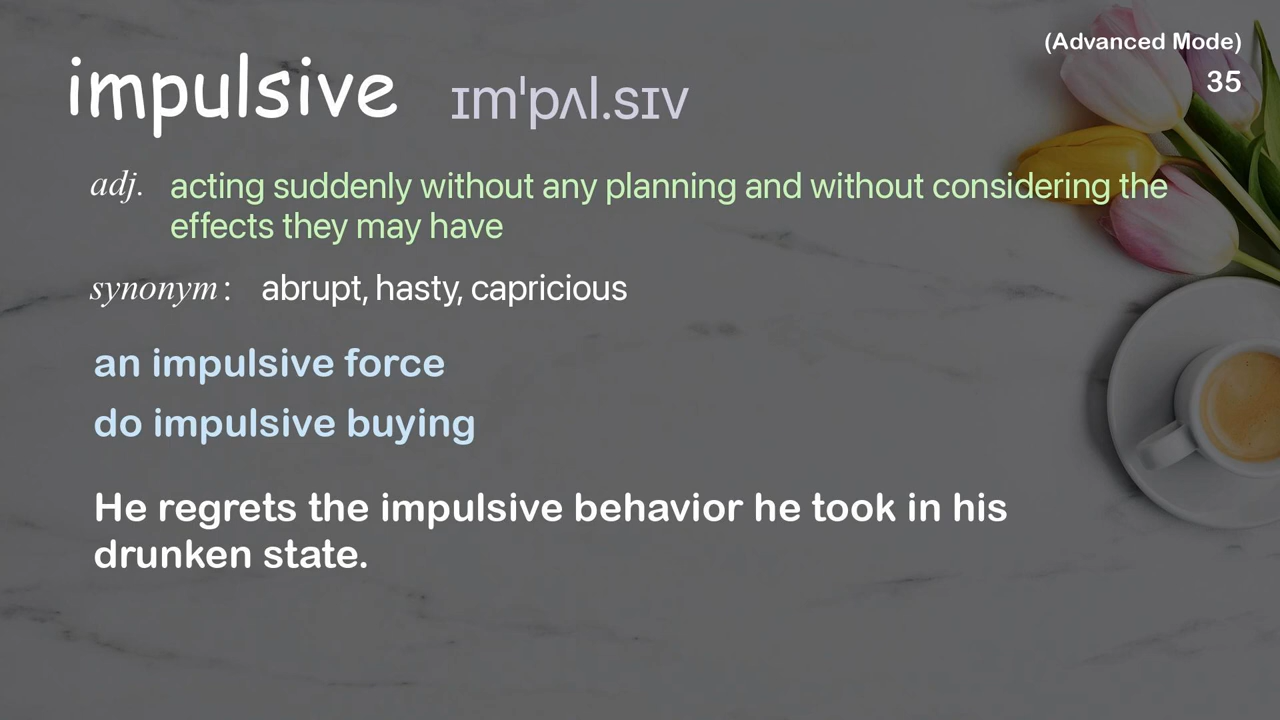 (Advanced Mode)
impulsive ɪmˈpʌl.sɪv
35
adj. acting suddenly without any planning and without considering the
effects they may have
synonym: abrupt, hasty, capricious
an impulsive force
do impulsive buying
He regrets the impulsive behavior he took in his
drunken state.